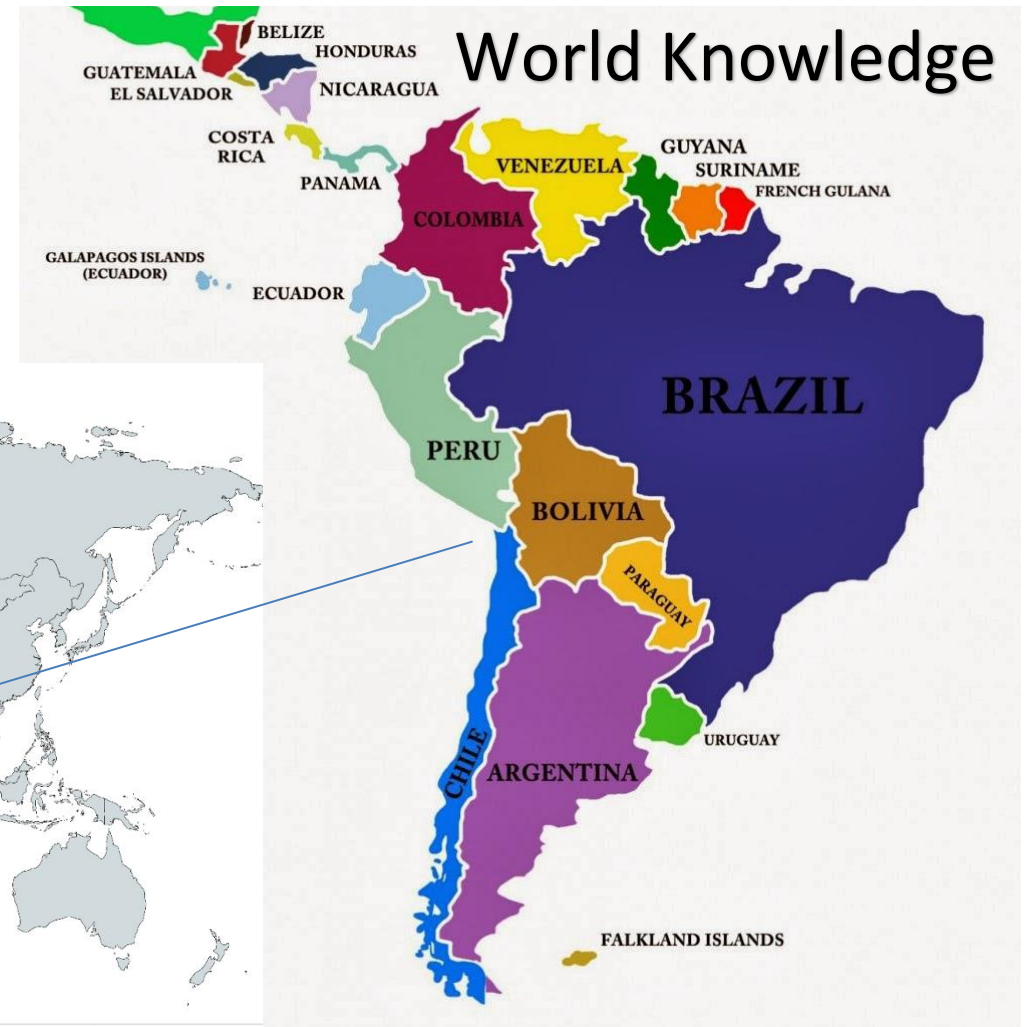 World Knowledge
BELIZE
HONDURAS
GUATEMALA
EL SALVADOR
NICARAGUA
COSTA
RICA
PANAMA
COLOMBIA
VENEZUELA
GUYANA
SURINAME
FRENCH GULANA
GALAPAGOS ISLANDS
(ECUADOR)
ECUADOR
BRAZIL
PERU
BOLIVIA
PARAGUAY
CHILE
ARGENTINA
URUGUAY
FALKLAND ISLANDS